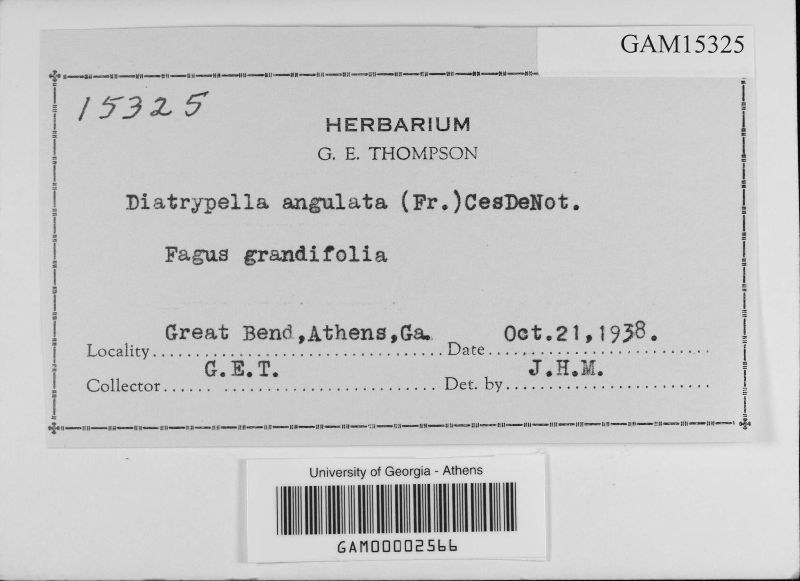 GAM15325
15325
HERBARIUM
G. E. THOMPSON
Diatrypella angulata (Fr.)CesDeNot.
Fagus grandifolia
Locality Great Bend,Athens,Ga. Date Oct.21,1938.
Collector G.E.T. Det. by J.H.M.
University of Georgia - Athens
GAM00002566